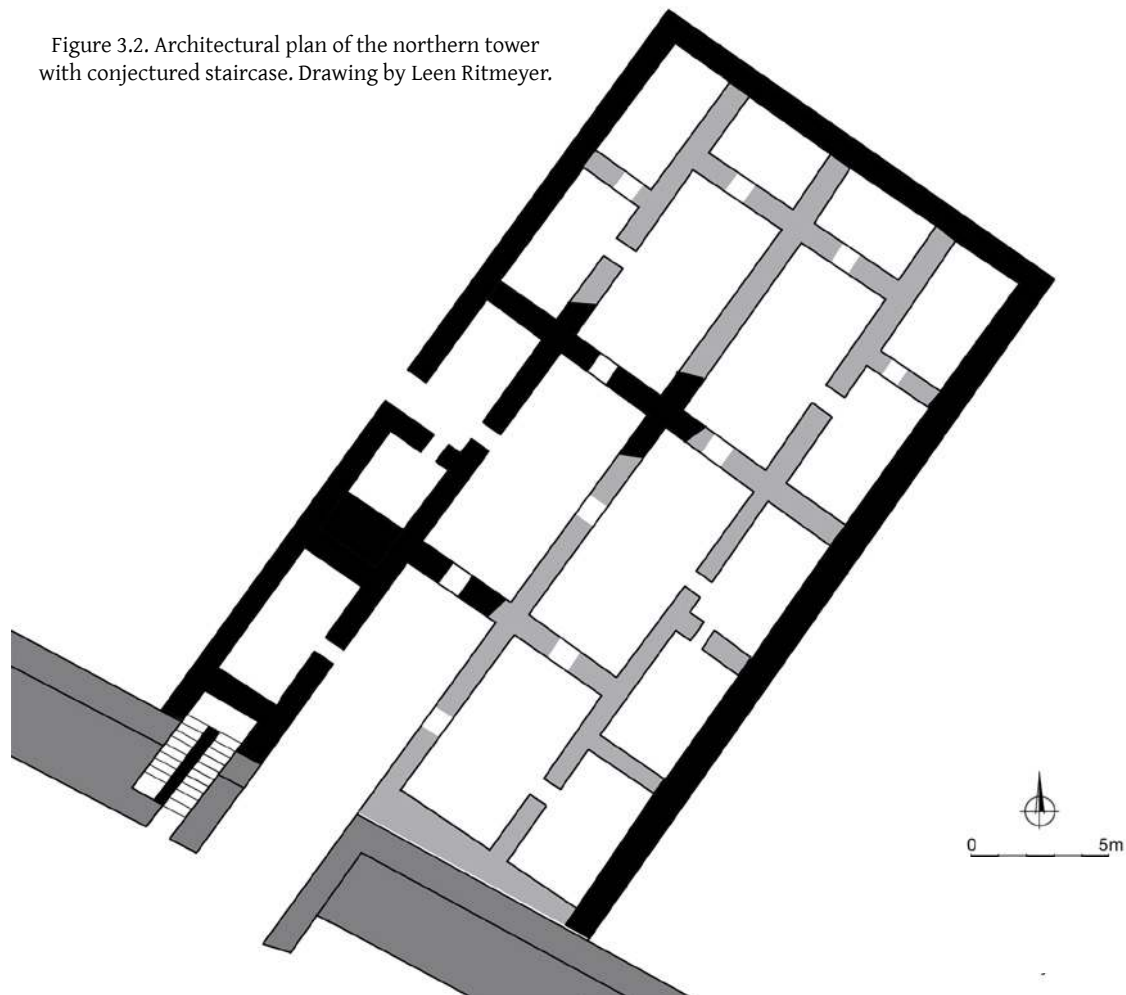 Figure 3.2. Architectural plan of the northern tower
with conjectured staircase. Drawing by Leen Ritmeyer.
0 5m